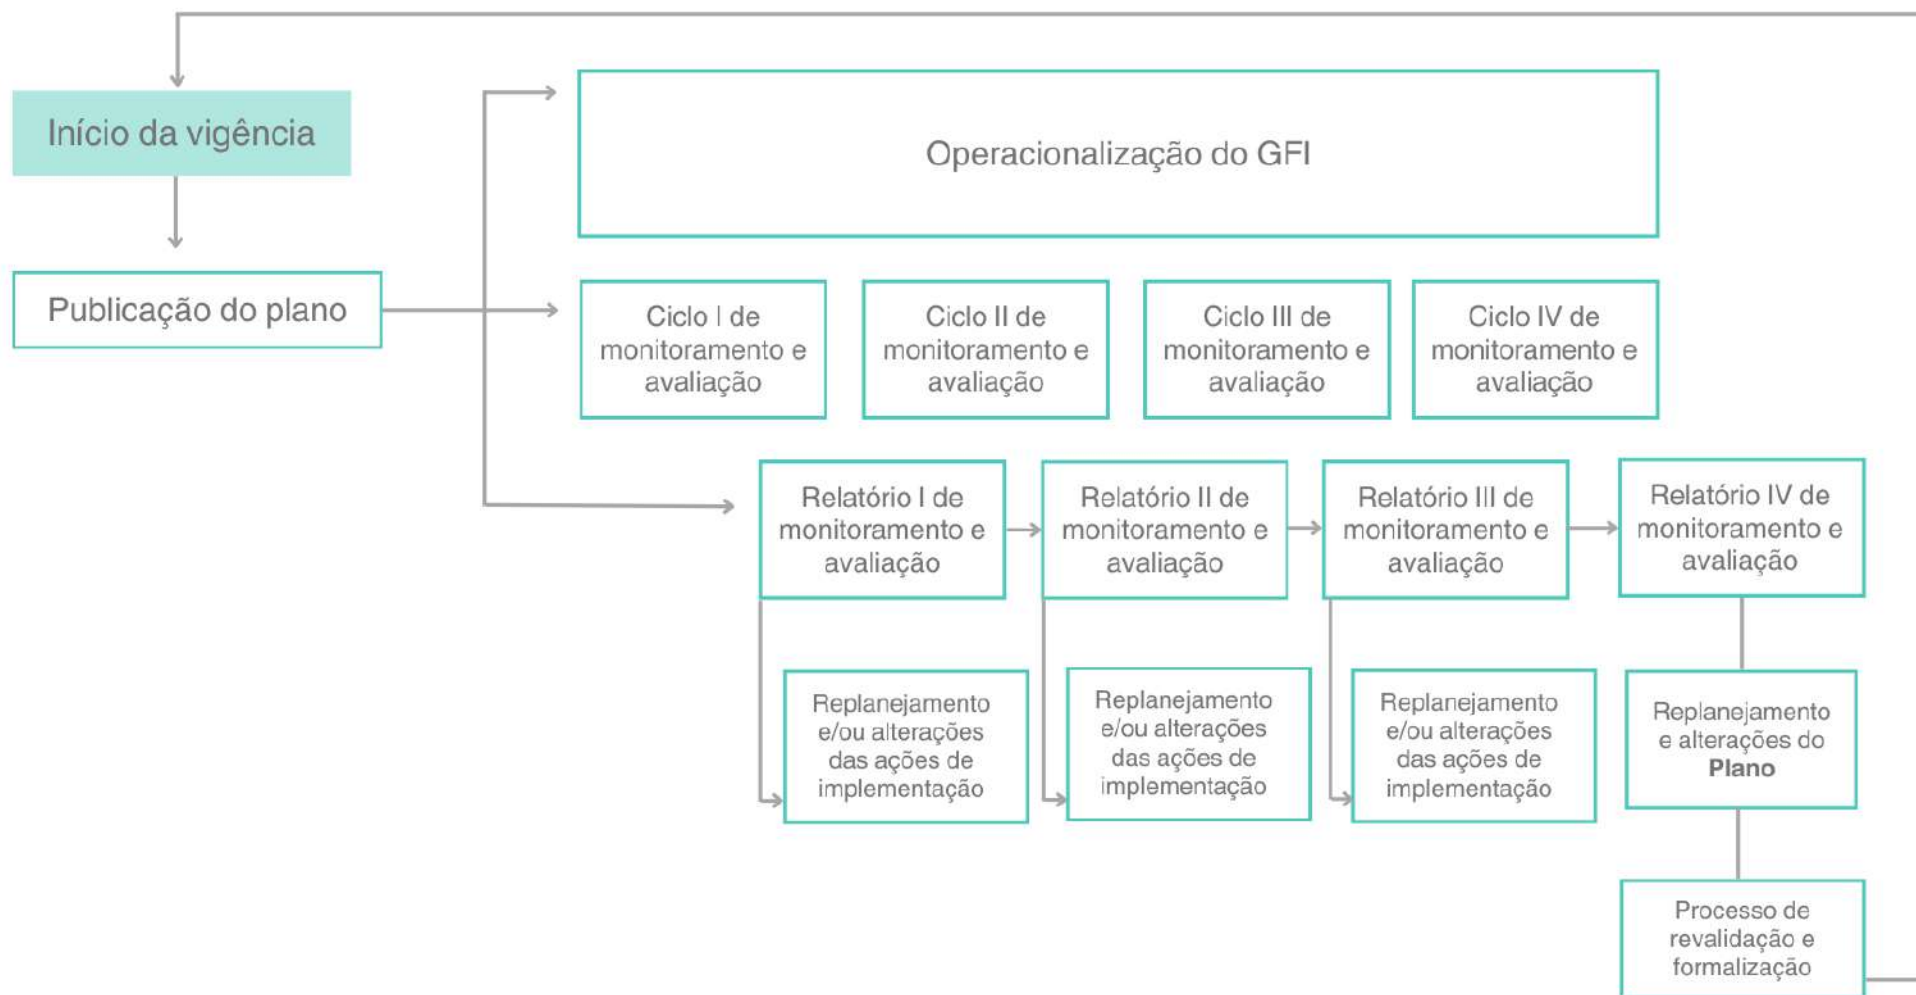 Início da vigência
Operacionalização do GFI
Publicação do plano
Ciclo I de
monitoramento e
avaliação
Ciclo II de
monitoramento e
avaliação
Ciclo III de
monitoramento e
avaliação
Ciclo IV de
monitoramento e
avaliação
Relatório I de
monitoramento e
avaliação
Relatório II de
monitoramento e
avaliação
Relatório III de
monitoramento e
avaliação
Relatório IV de
monitoramento e
avaliação
Replanejamento
e/ou alterações
das ações de
implementação
Replanejamento
e/ou alterações
das ações de
implementação
Replanejamento
e/ou alterações
das ações de
implementação
Replanejamento
e alterações do
Plano
Processo de
revalidação e
formalização